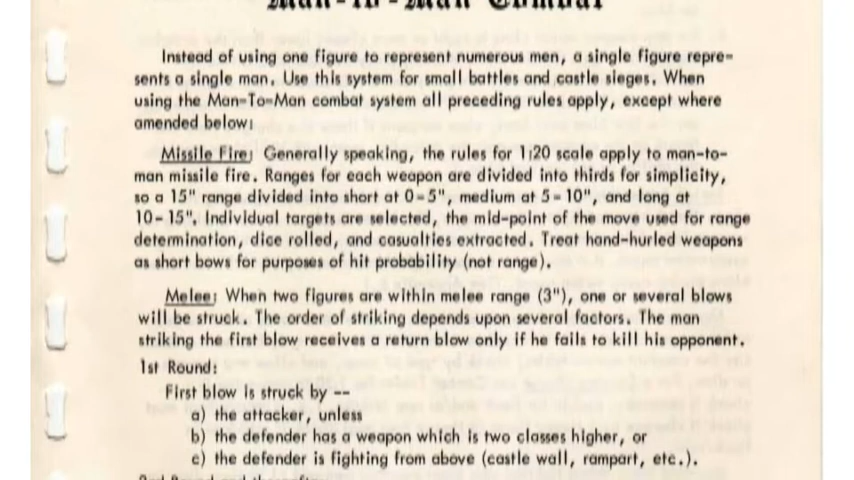 Man-To-Man Combat
Instead of using one figure to represent numerous men, a single figure repre-
sents a single man. Use this system for small battles and castle sieges. When
using the Man-To-Man combat system all preceding rules apply, except where
amended below:
Missile Fire: Generally speaking, the rules for 1:20 scale apply to man-to-
man missile fire. Ranges for each weapon are divided into thirds for simplicity,
so a 15" range divided into short at 0-5", medium at 5-10", and long at
10-15". Individual targets are selected, the mid-point of the move used for range
determination, dice rolled, and casualties extracted. Treat hand-hurled weapons
as short bows for purposes of hit probability (not range).
Melee: When two figures are within melee range (3"), one or several blows
will be struck. The order of striking depends upon several factors. The man
striking the first blow receives a return blow only if he fails to kill his opponent.
1st Round:
First blow is struck by --
a) the attacker, unless
b) the defender has a weapon which is two classes higher, or
c) the defender is fighting from above (castle wall, rampart, etc.).